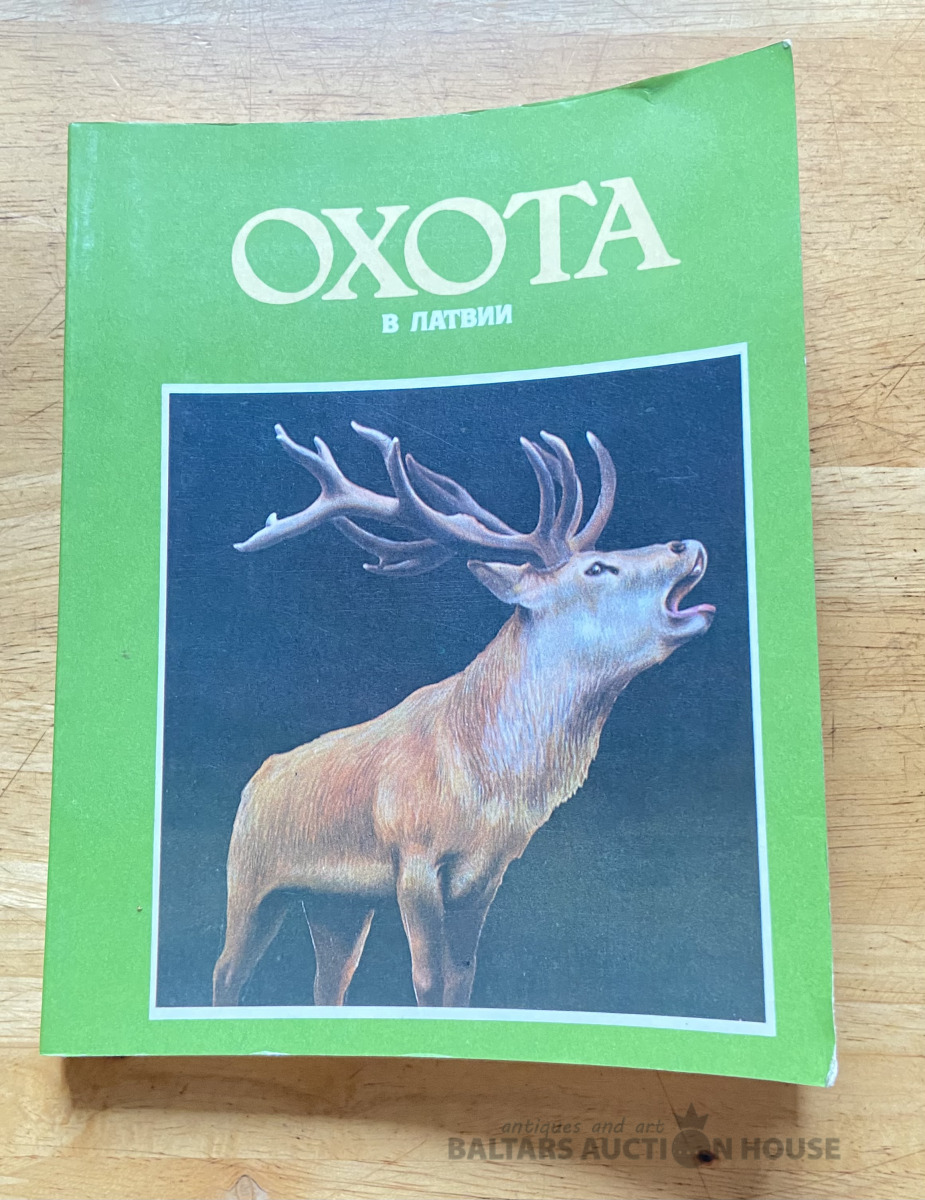 ОХОТА
В ЛАТВИИ
antiques and art
BALTARS AUCTION HOUSE